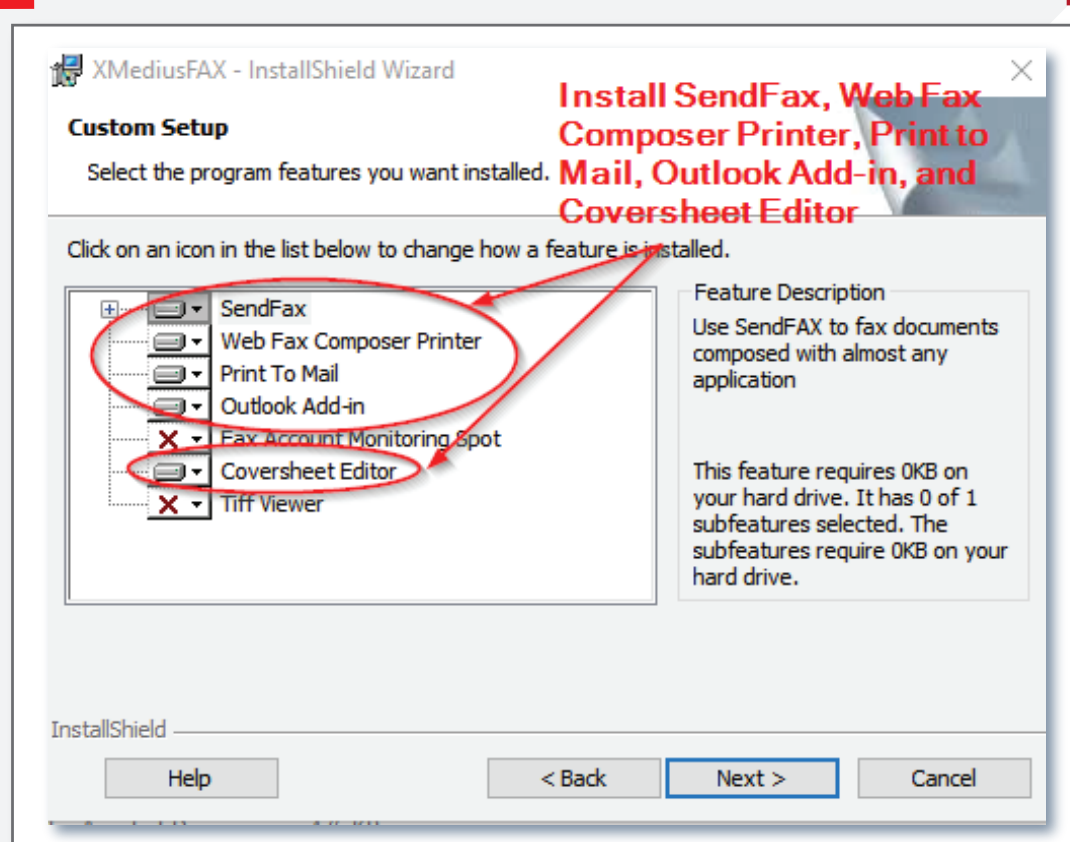 XMediusFAX - InstallShield Wizard
Install SendFax, Web Fax
Composer Printer, Print to
Mail, Outlook Add-in, and
Coversheet Editor
Custom Setup
Select the program features you want installed.
Click on an icon in the list below to change how a feature is installed.
SendFax
Web Fax Composer Printer
Print To Mail
Outlook Add-in
Fax Account Monitoring Spot
Coversheet Editor
Tiff Viewer
Feature Description
Use SendFAX to fax documents
composed with almost any
application
This feature requires 0KB on
your hard drive. It has 0 of 1
subfeatures selected. The
subfeatures require 0KB on your
hard drive.
InstallShield
Help
< Back
Next >
Cancel